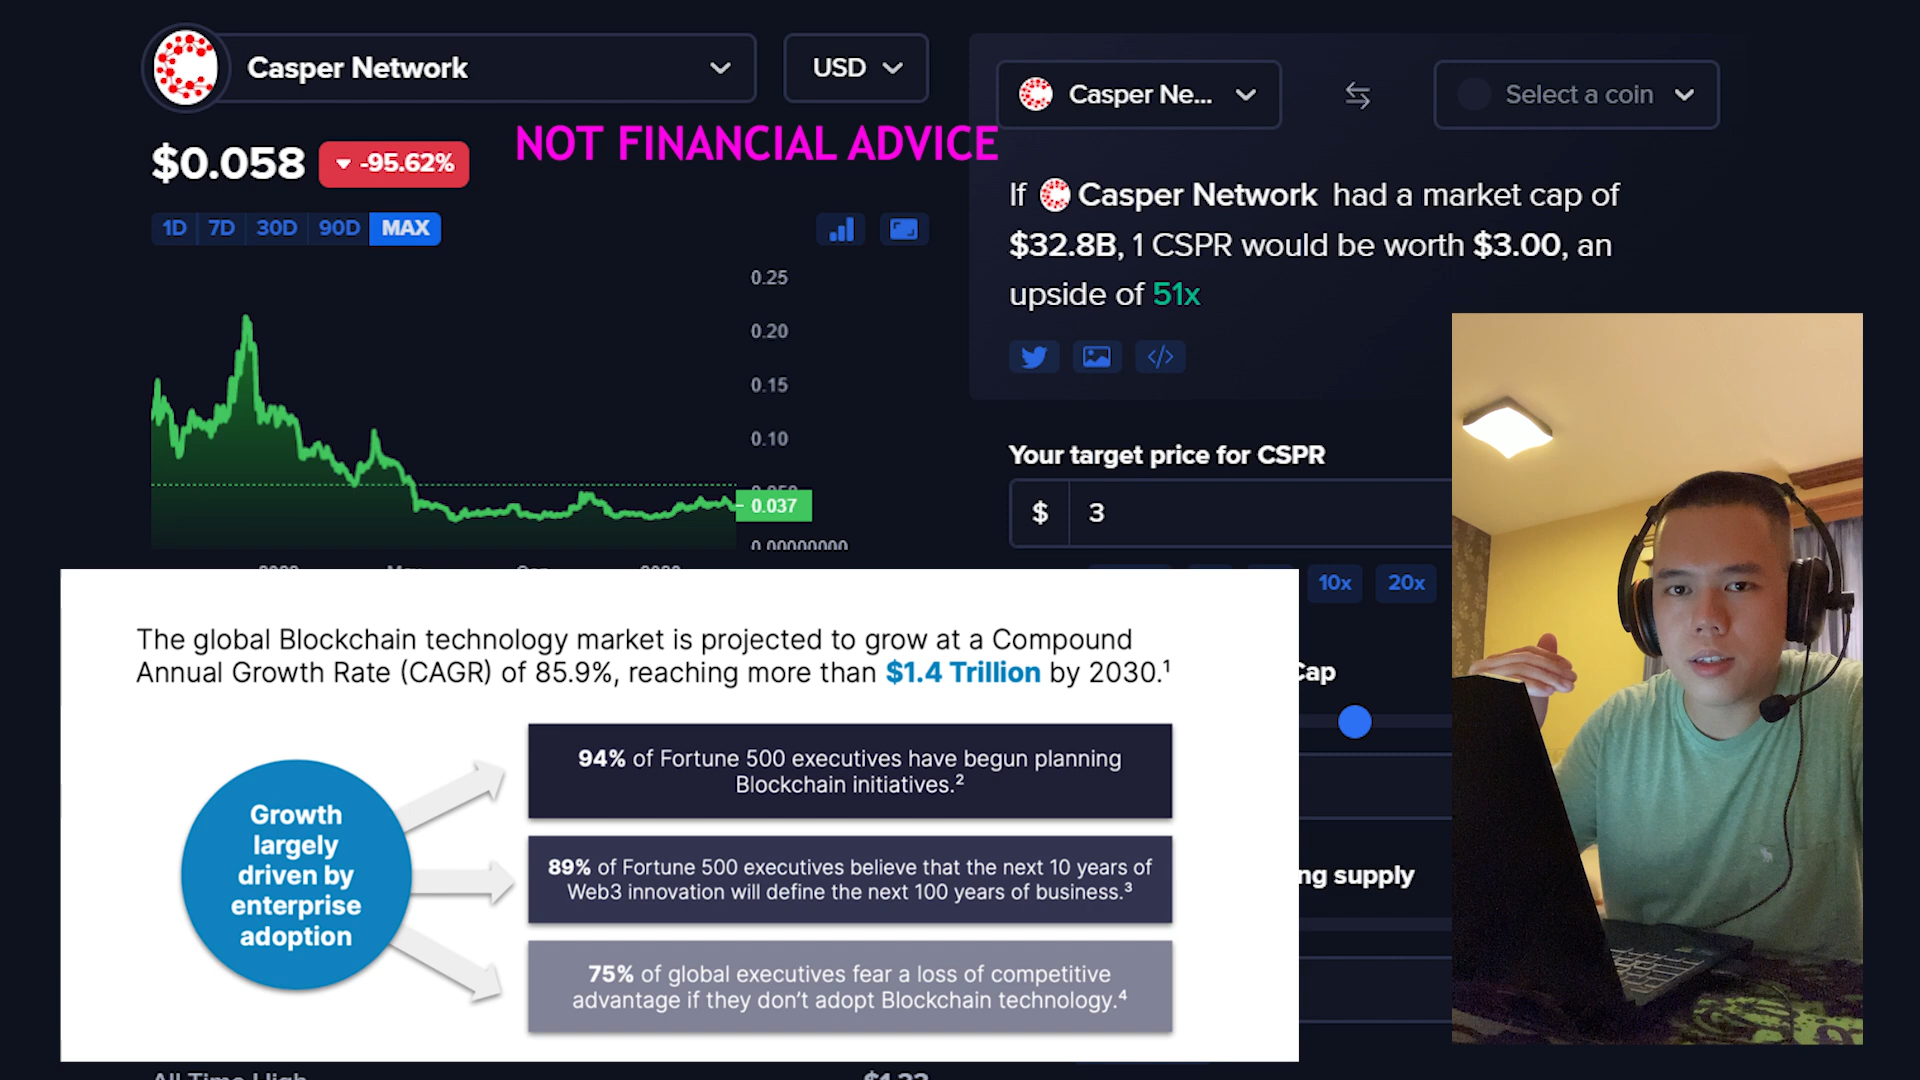 Casper Network
USD
$0.058
-95.62%
NOT FINANCIAL ADVICE
1D 7D 30D 90D MAX
0.25
0.20
0.15
0.10
0.037
0.00000000
Casper Ne...
Select a coin
If Casper Network had a market cap of
$32.8B, 1 CSPR would be worth $3.00, an
upside of 51x
Your target price for CSPR
$ 3
10x 20x
Cap
ng supply
The global Blockchain technology market is projected to grow at a Compound
Annual Growth Rate (CAGR) of 85.9%, reaching more than $1.4 Trillion by 2030.¹
Growth
largely
driven by
enterprise
adoption
94% of Fortune 500 executives have begun planning
Blockchain initiatives.²
89% of Fortune 500 executives believe that the next 10 years of
Web3 innovation will define the next 100 years of business.³
75% of global executives fear a loss of competitive
advantage if they don't adopt Blockchain technology.⁴
All Time High